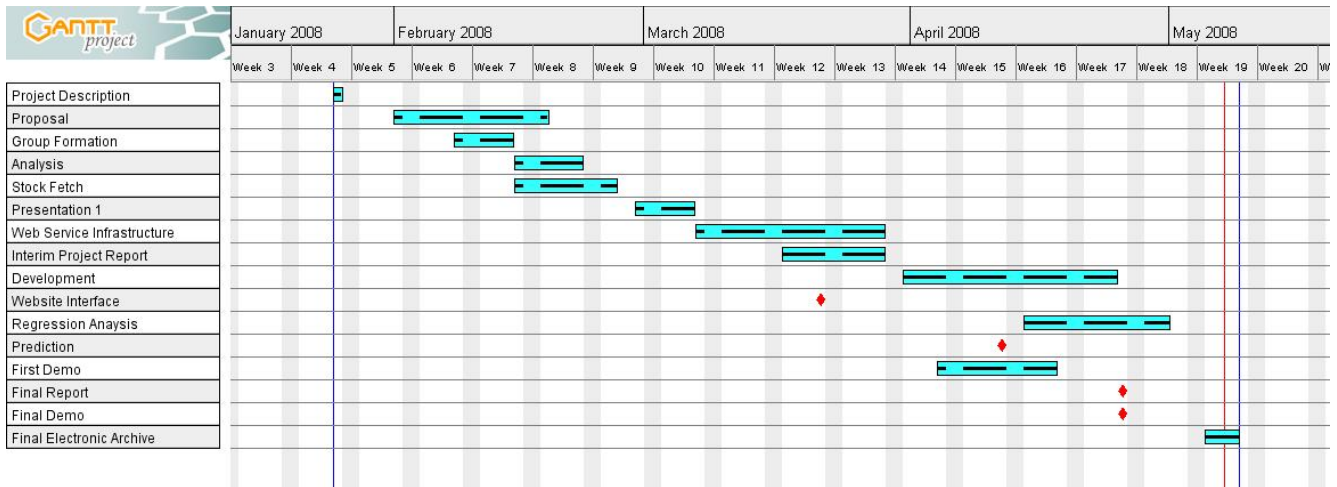 GANTT
project
January 2008 February 2008 March 2008 April 2008 May 2008
Week 3 Week 4 Week 5 Week 6 Week 7 Week 8 Week 9 Week 10 Week 11 Week 12 Week 13 Week 14 Week 15 Week 16 Week 17 Week 18 Week 19 Week 20 W
Project Description
Proposal
Group Formation
Analysis
Stock Fetch
Presentation 1
Web Service Infrastructure
Interim Project Report
Development
Website Interface
Regression Anaysis
Prediction
First Demo
Final Report
Final Demo
Final Electronic Archive